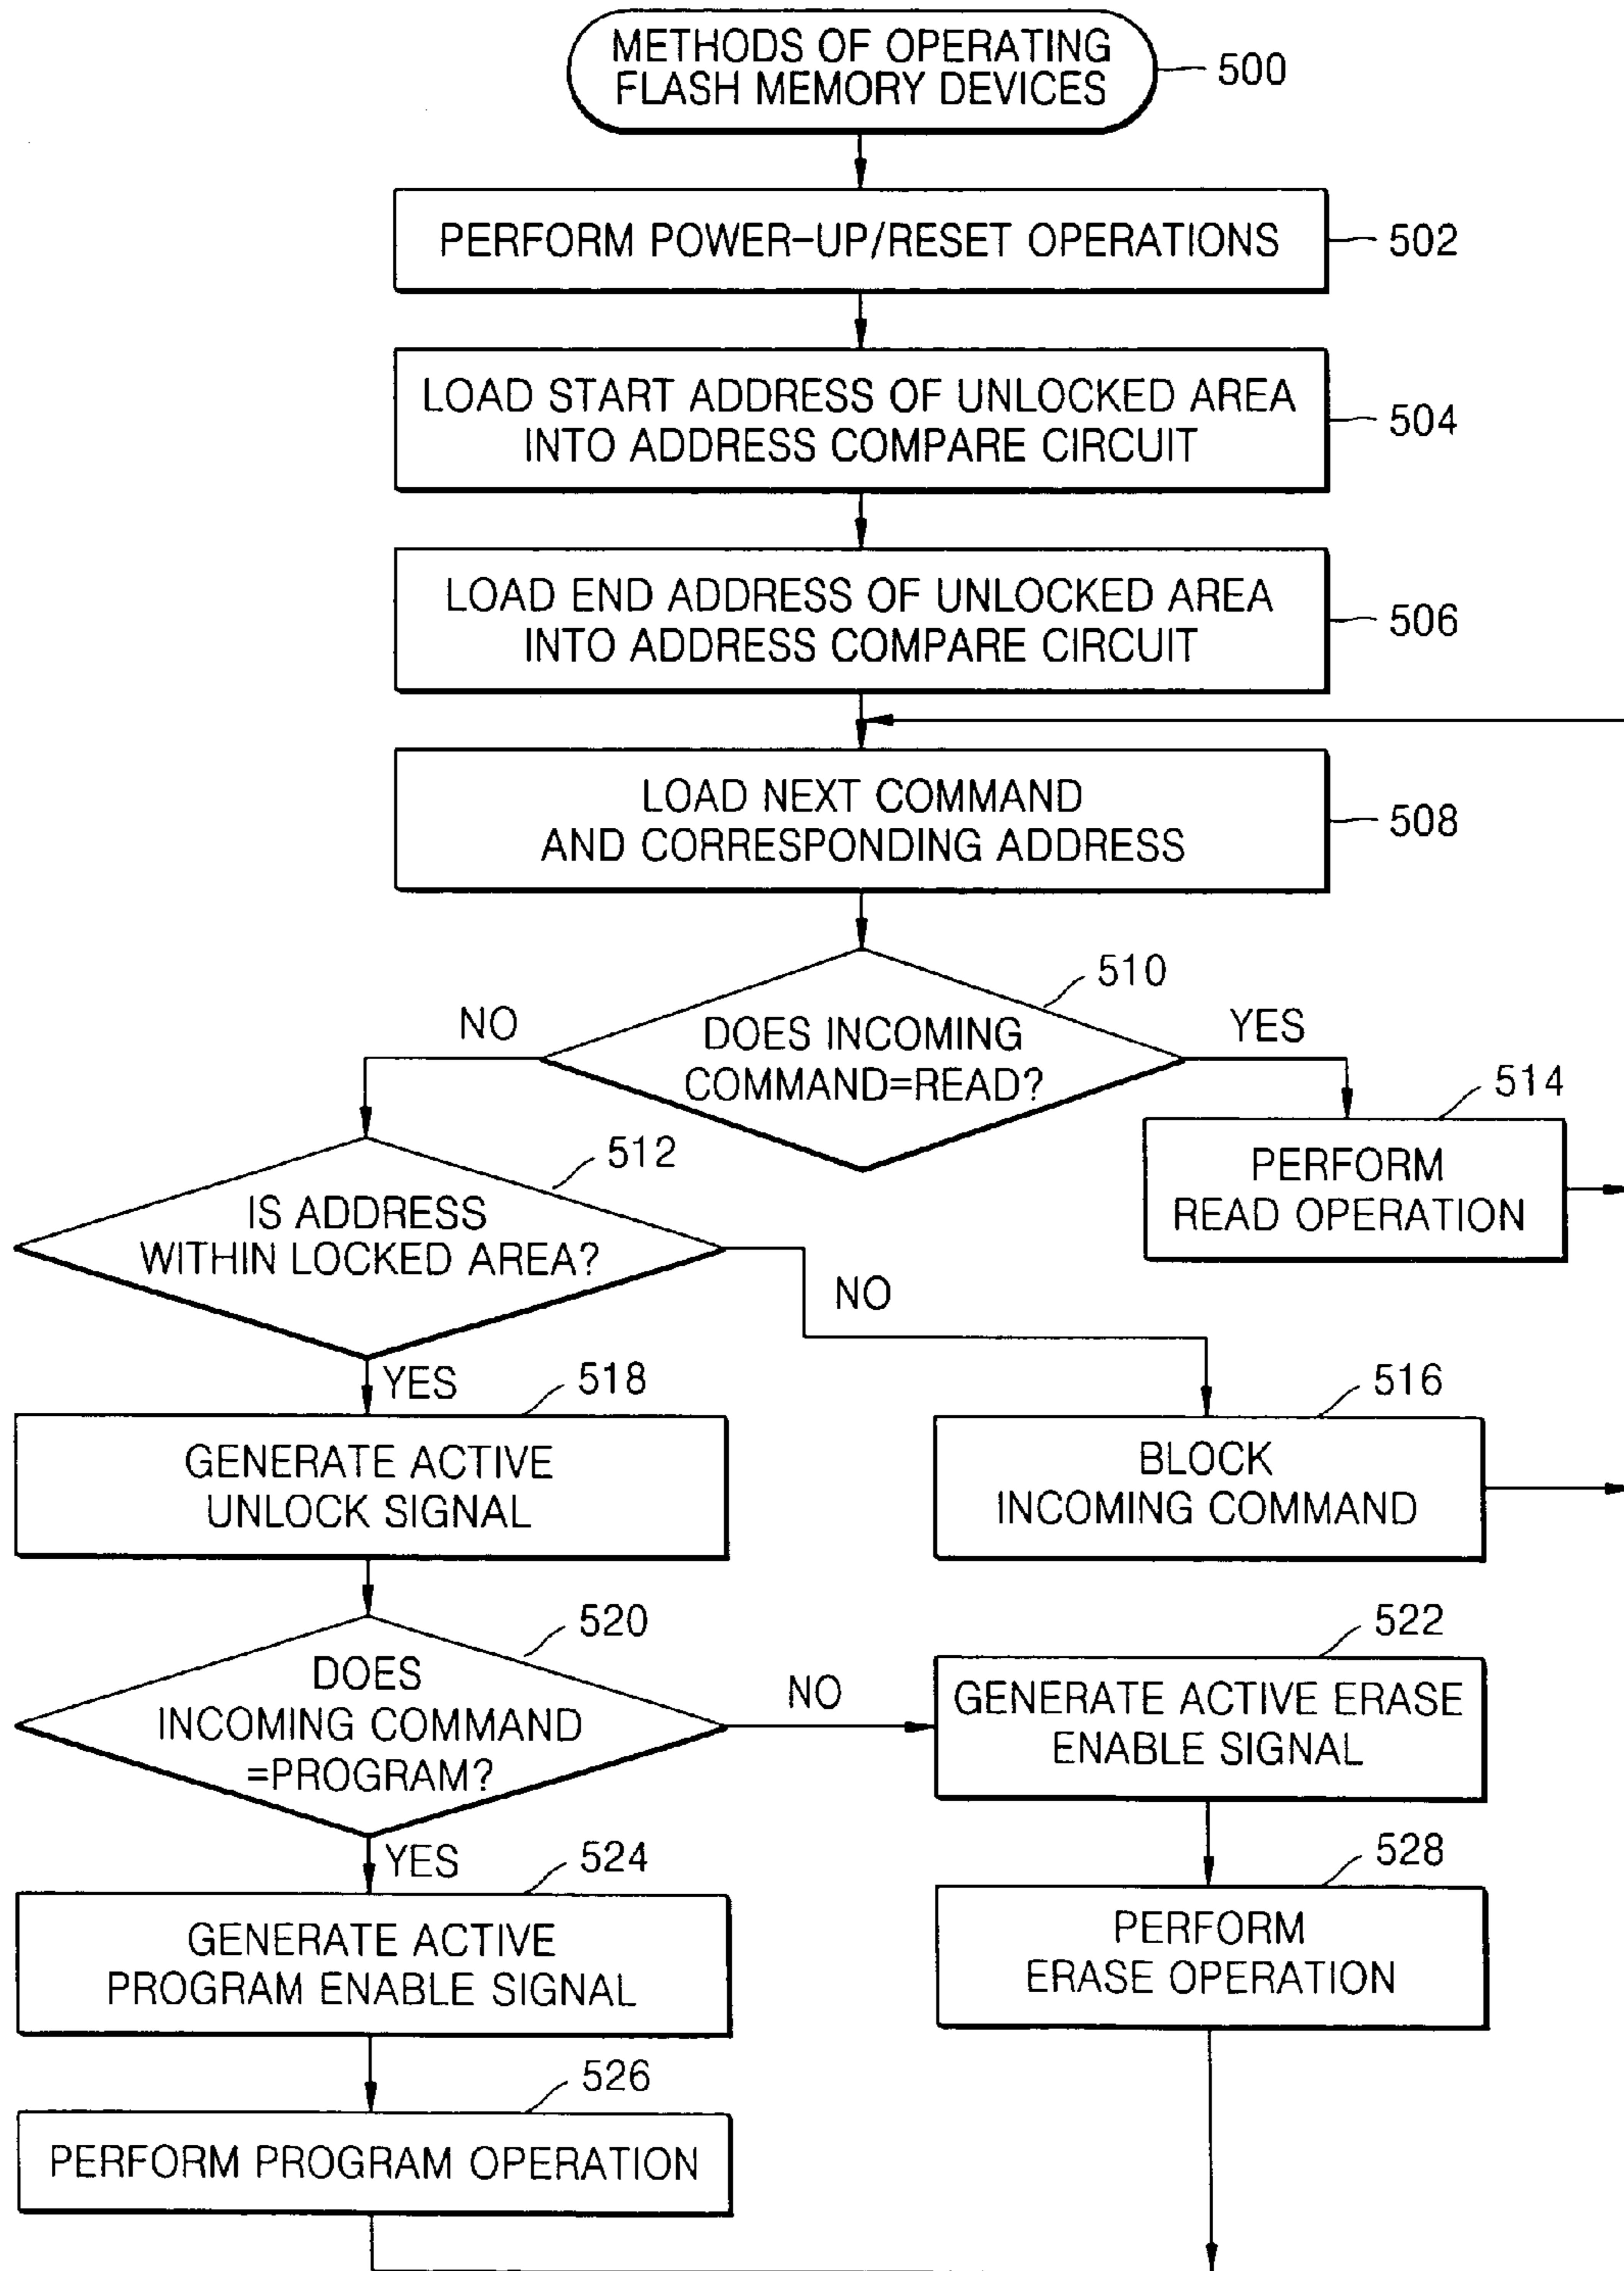 METHODS OF OPERATING
FLASH MEMORY DEVICES
500
PERFORM POWER-UP/RESET OPERATIONS
502
LOAD START ADDRESS OF UNLOCKED AREA
INTO ADDRESS COMPARE CIRCUIT
504
LOAD END ADDRESS OF UNLOCKED AREA
INTO ADDRESS COMPARE CIRCUIT
506
LOAD NEXT COMMAND
AND CORRESPONDING ADDRESS
508
510
NO
DOES INCOMING
COMMAND=READ?
YES
514
PERFORM
READ OPERATION
512
IS ADDRESS
WITHIN LOCKED AREA?
NO
YES
518
516
GENERATE ACTIVE
UNLOCK SIGNAL
BLOCK
INCOMING COMMAND
520
DOES
INCOMING COMMAND
=PROGRAM?
NO
522
GENERATE ACTIVE ERASE
ENABLE SIGNAL
YES
524
528
GENERATE ACTIVE
PROGRAM ENABLE SIGNAL
PERFORM
ERASE OPERATION
526
PERFORM PROGRAM OPERATION